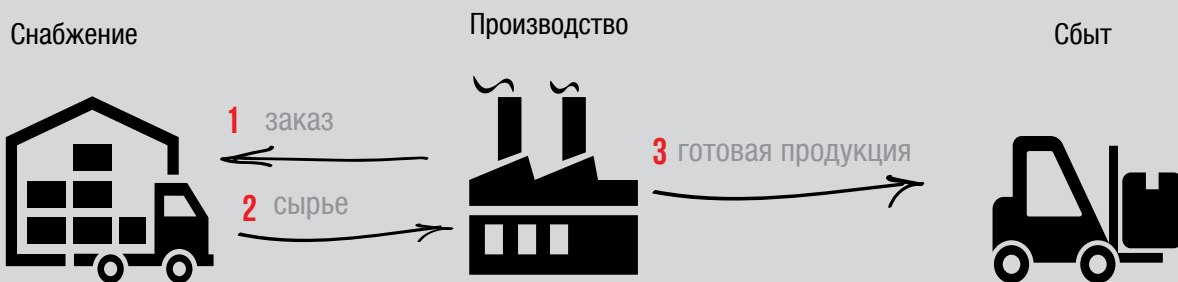 Снабжение
Производство
Сбыт
1 заказ
2 сырье
3 готовая продукция